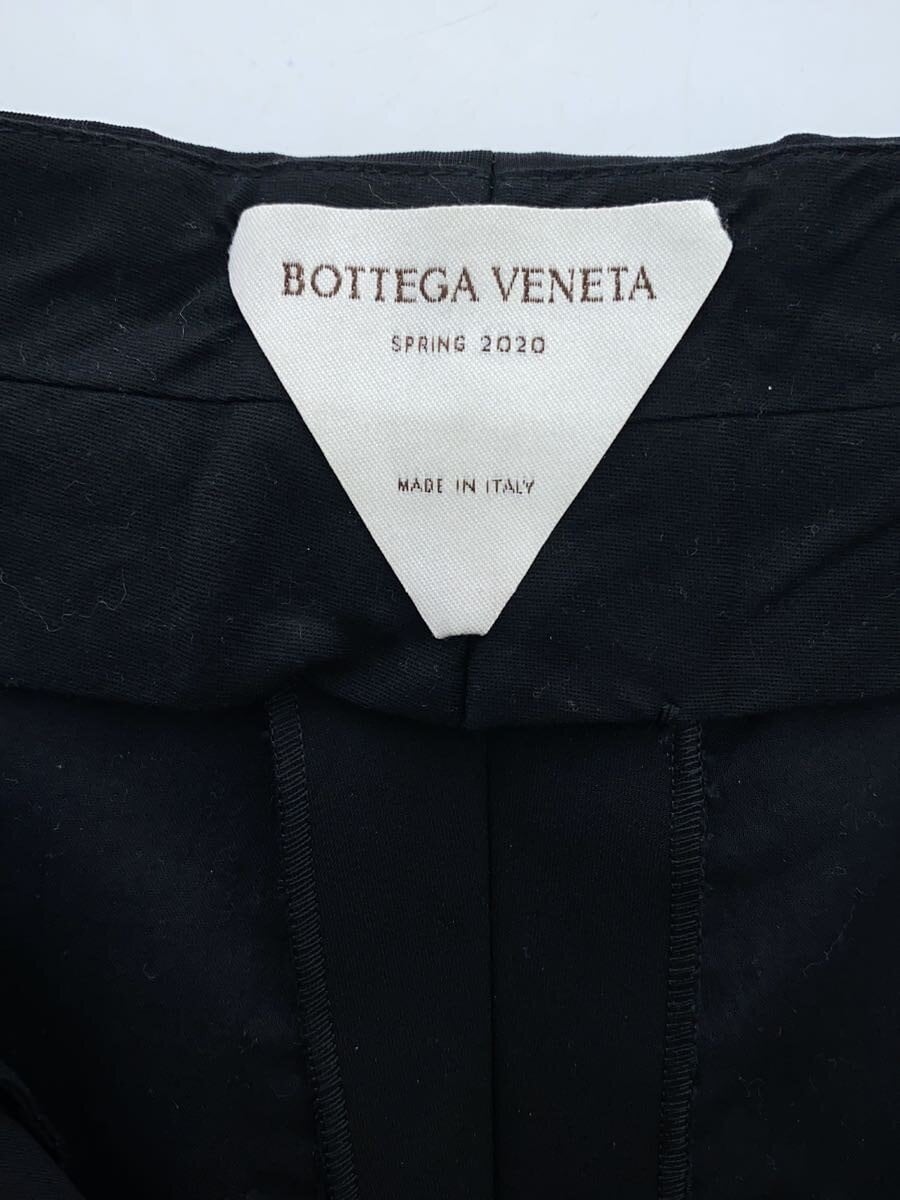 BOTTEGA VENETA
SPRING 2020
MADE IN ITALY